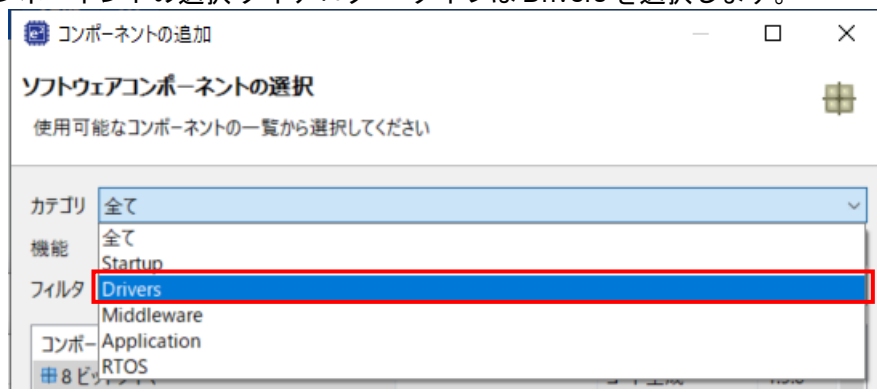 ソフトウェアコンポーネントの選択
コンポーネントの追加
使用可能なコンポーネントの一覧から選択してください
カテゴリ 全て
機能 全て
Startup
フィルタ Drivers
Middleware
コンポー Application
8 ビ RTOS